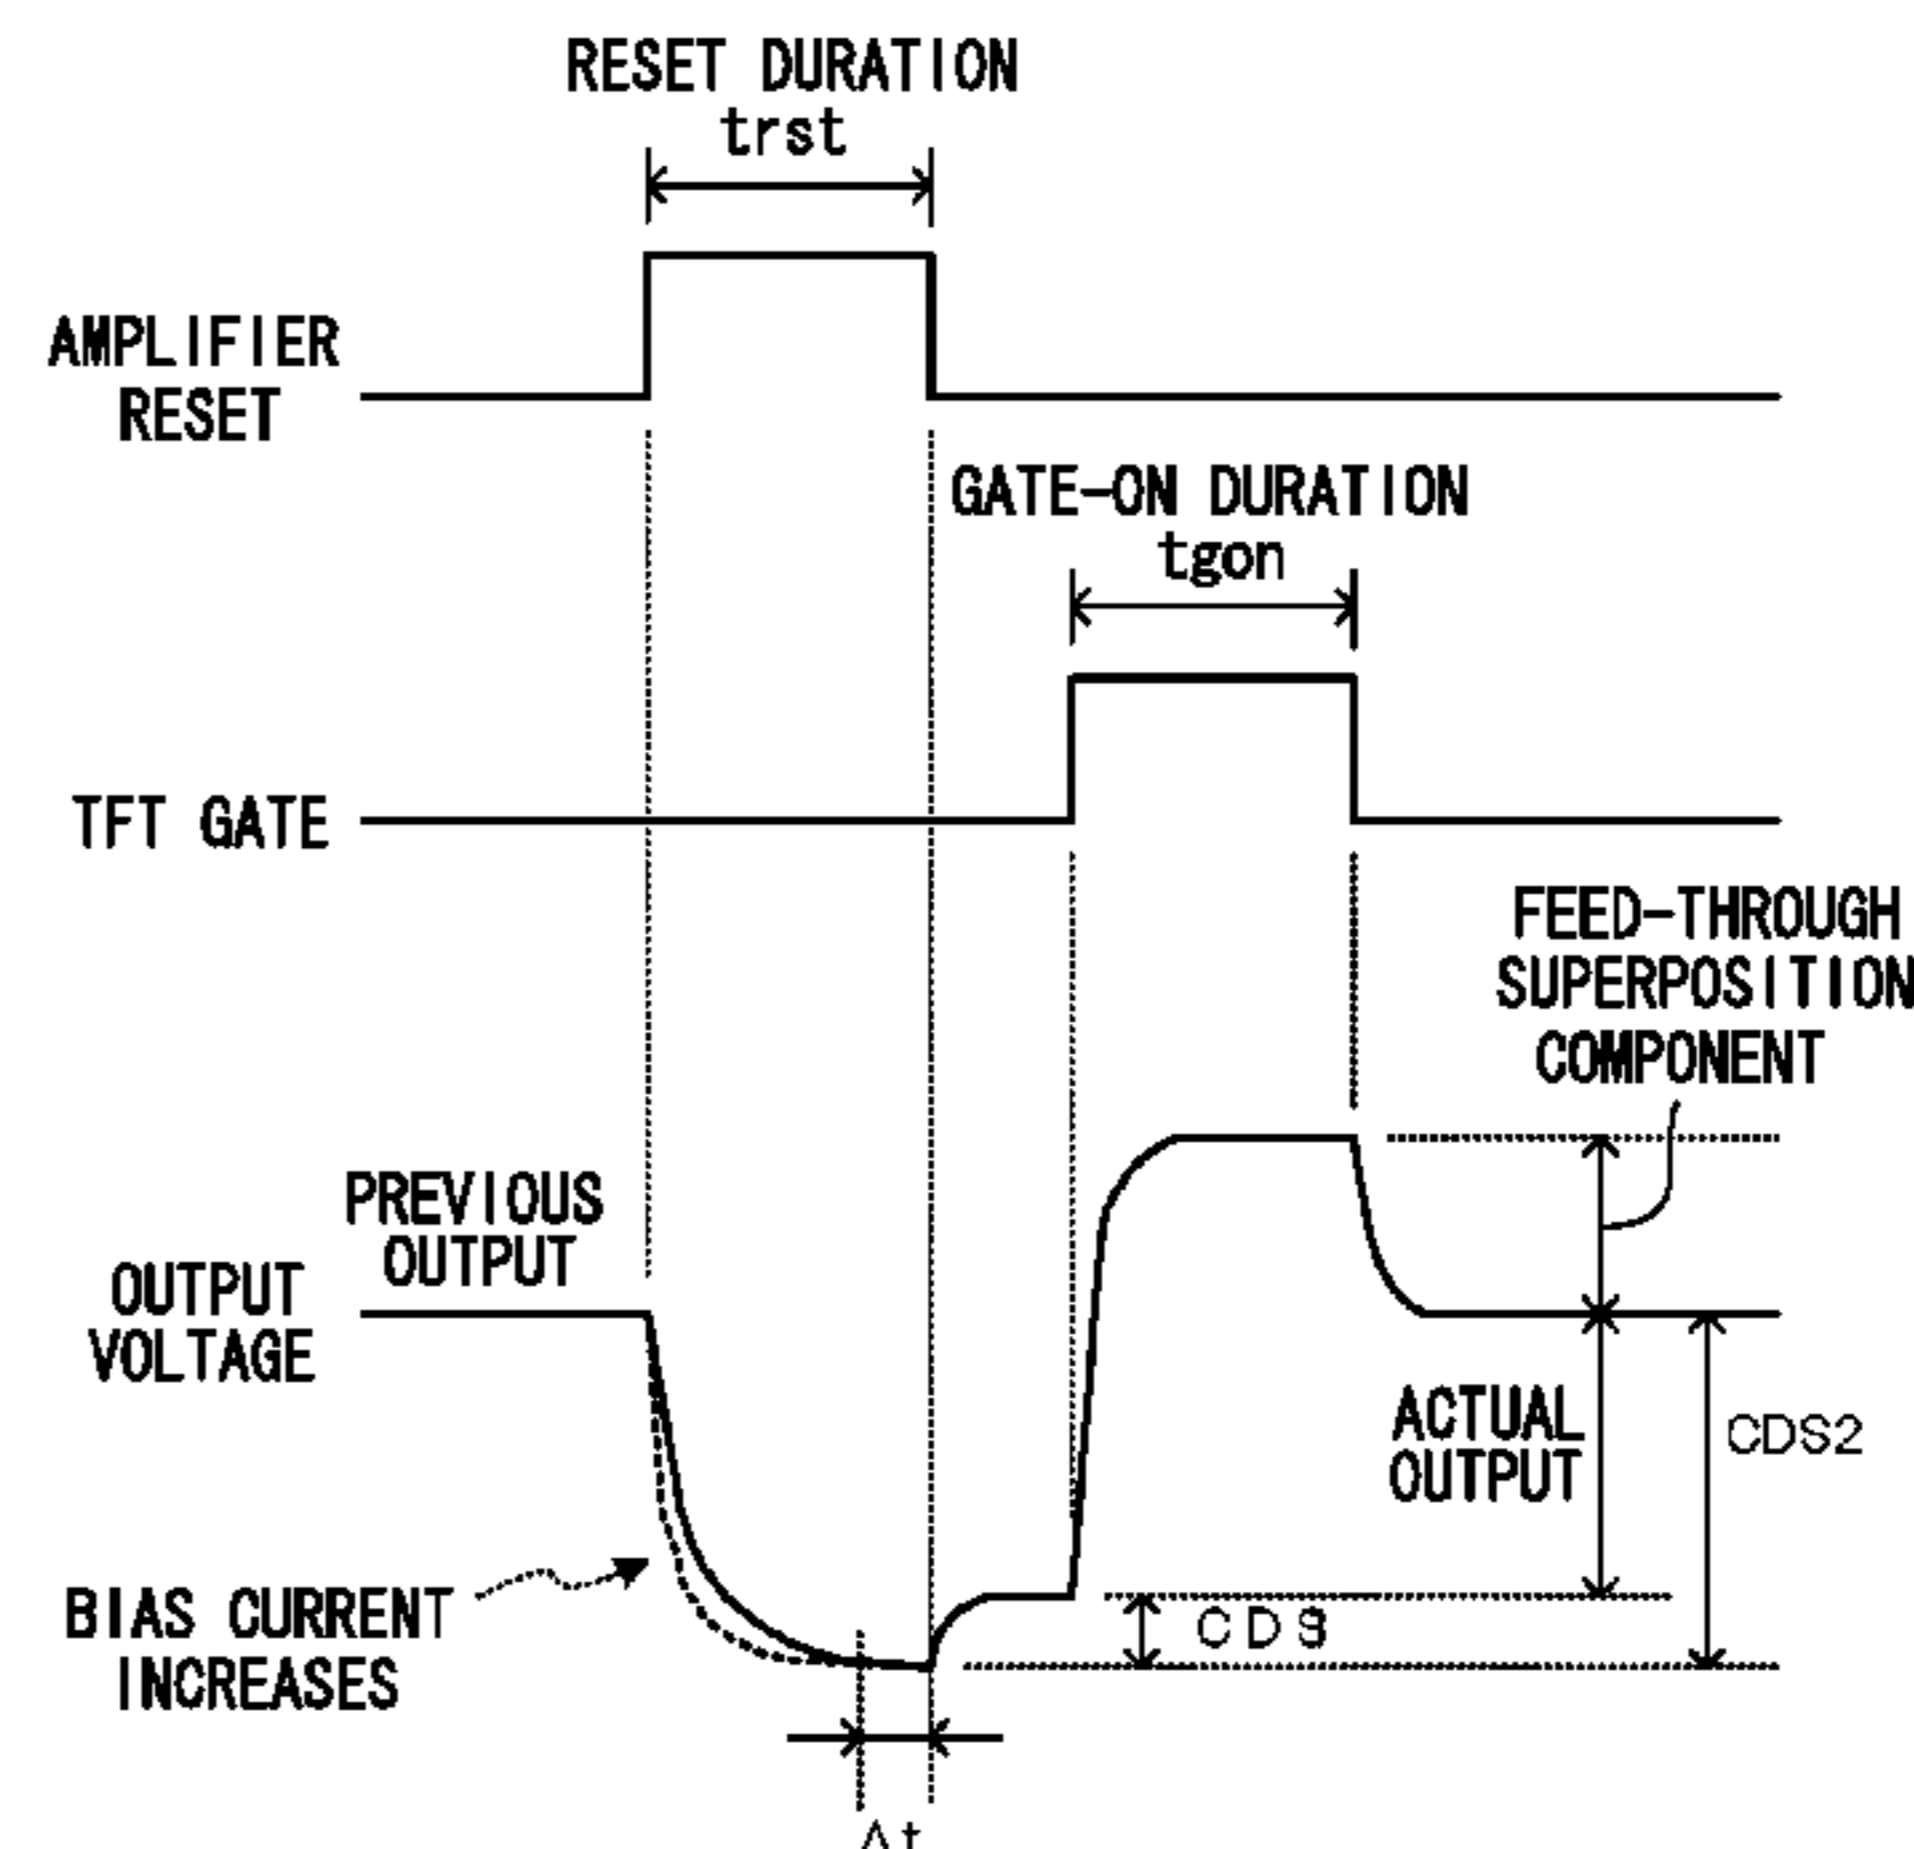 RESET DURATION
trst
AMPLIFIER
RESET
GATE-ON DURATION
tgon
TFT GATE
FEED-THROUGH
SUPERPOSITION
COMPONENT
PREVIOUS
OUTPUT
OUTPUT
VOLTAGE
ACTUAL
OUTPUT
CDS2
BIAS CURRENT
INCREASES
CDS
Δt